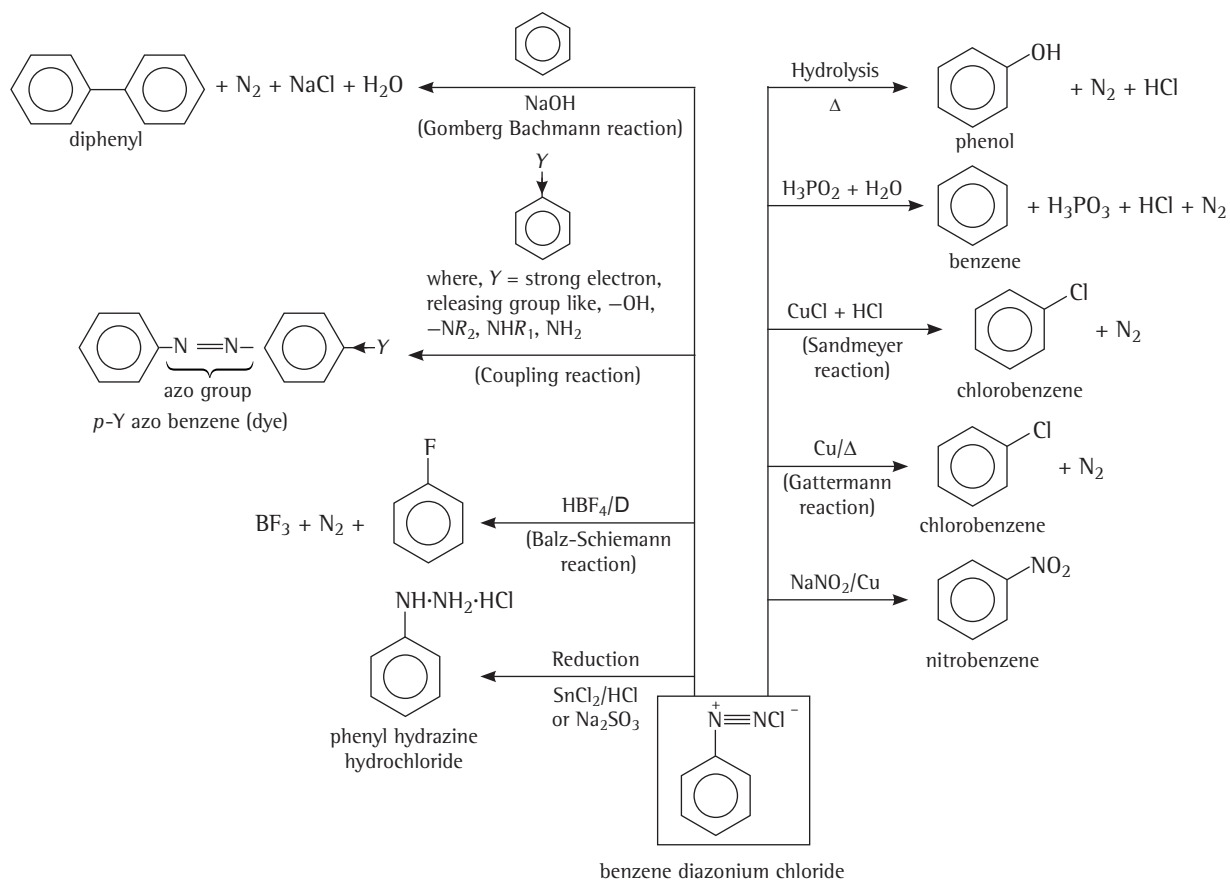 + N2 + NaCl + H2O
diphenyl
NaOH
(Gomberg Bachmann reaction)
Y
where, Y = strong electron,
releasing group like, –OH,
–NR2, NHR1, NH2
N═N–
Y
azo group
p-Y azo benzene (dye)
(Coupling reaction)
F
BF3 + N2 +
HBF4/D
(Balz-Schiemann
reaction)
NH·NH2·HCl
phenyl hydrazine
hydrochloride
Reduction
SnCl2/HCl
or Na2SO3
Hydrolysis
Δ
OH
+ N2 + HCl
phenol
H3PO2 + H2O
+ H3PO3 + HCl + N2
benzene
CuCl + HCl
(Sandmeyer
reaction)
Cl
+ N2
chlorobenzene
Cu/Δ
(Gattermann
reaction)
Cl
+ N2
chlorobenzene
NaNO2/Cu
NO2
nitrobenzene
+
N≡NCl –
benzene diazonium chloride